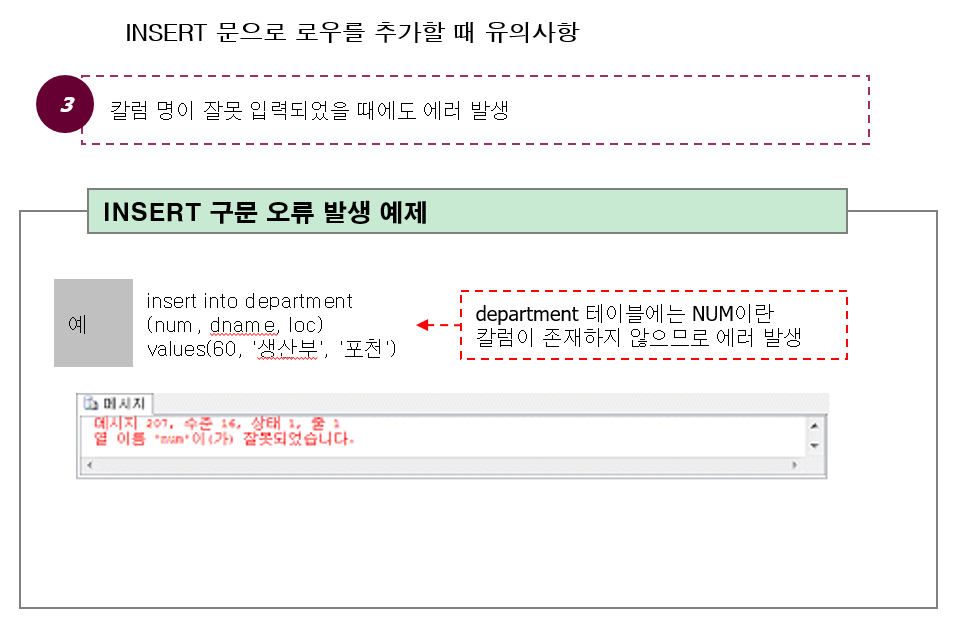 INSERT 문으로 로우를 추가할 때 유의사항
3
칼럼 명이 잘못 입력되었을 때에도 에러 발생
INSERT 구문 오류 발생 예제
예
insert into department
(num, dname, loc)
values(60, '생산부', '포천')
department 테이블에는 NUM이란
칼럼이 존재하지 않으므로 에러 발생
메시지
메시지 207, 수준 16, 상태 1, 줄 1
열 이름 'num'이(가) 잘못되었습니다.